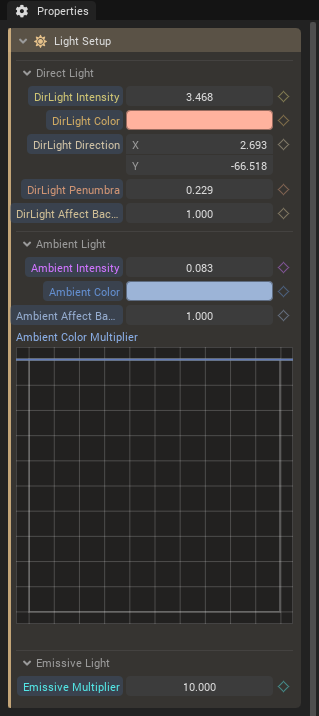 Properties
Light Setup
Direct Light
DirLight Intensity 3.468
DirLight Color
DirLight Direction X 2.693
Y -66.518
DirLight Penumbra 0.229
DirLight Affect Bac... 1.000
Ambient Light
Ambient Intensity 0.083
Ambient Color
Ambient Affect Ba... 1.000
Ambient Color Multiplier
Emissive Light
Emissive Multiplier 10.000